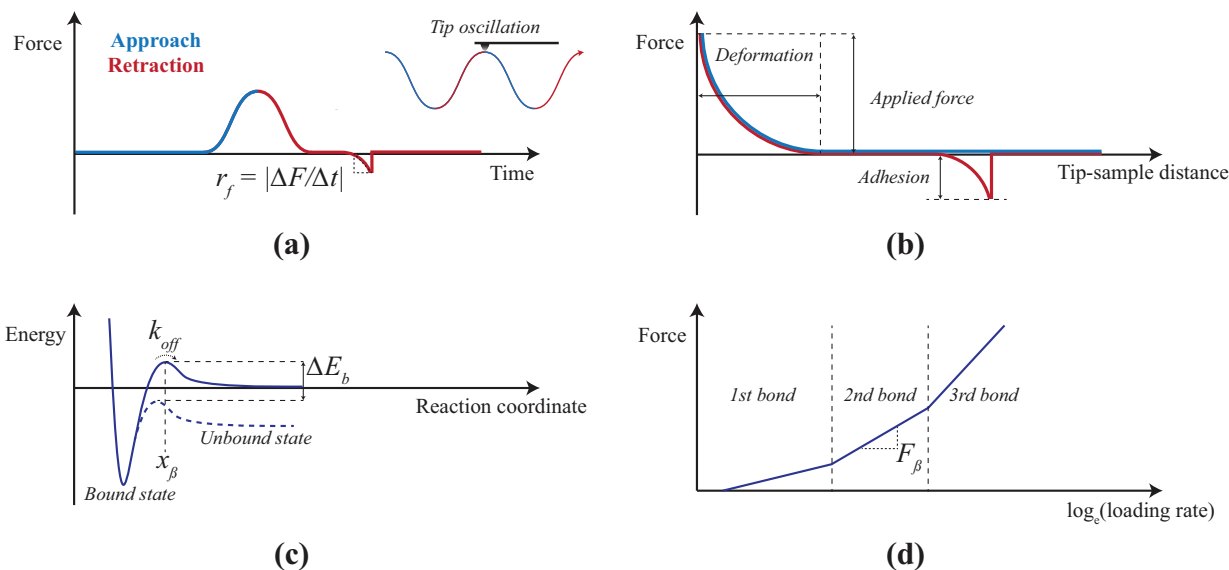 Force
Approach
Retraction
Tip oscillation
Time
r_f = |ΔF/Δt|
(a)
Force
Deformation
Applied force
Adhesion
Tip-sample distance
(b)
Energy
k_off
ΔE_b
Reaction coordinate
Unbound state
x_β
Bound state
(c)
Force
1st bond
2nd bond
3rd bond
F_β
log_e(loading rate)
(d)